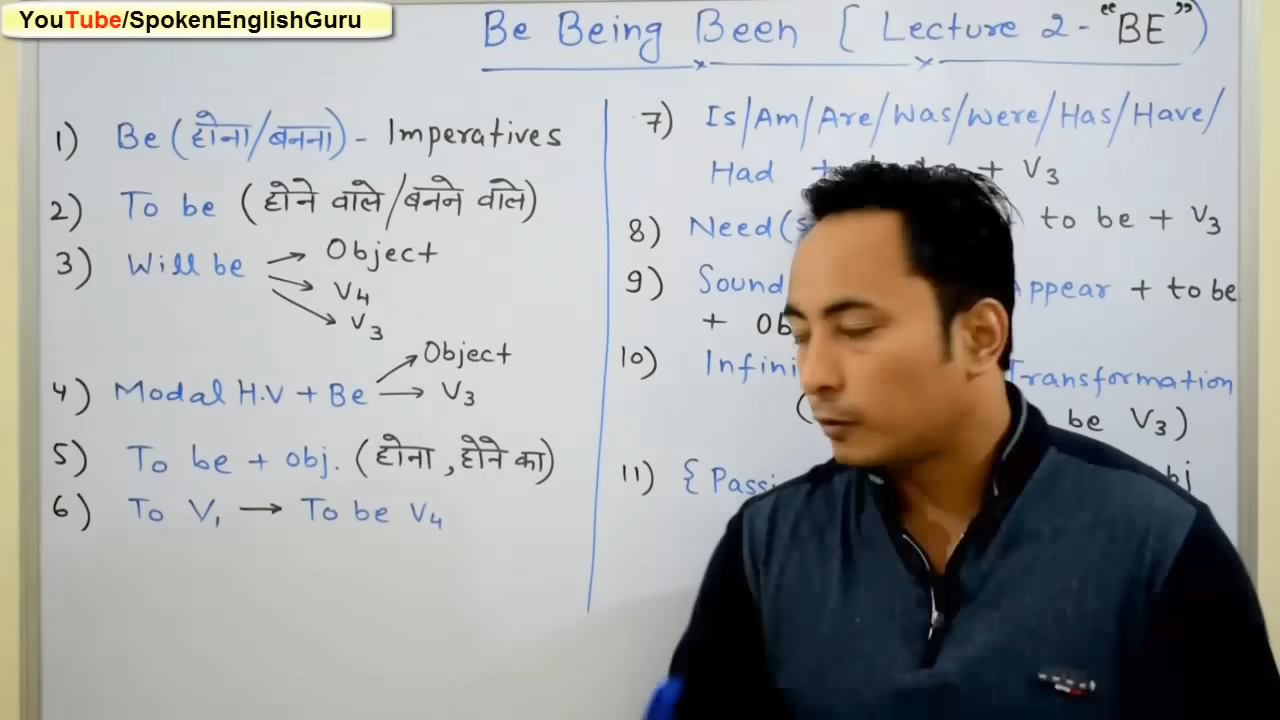 YouTube/SpokenEnglishGuru
Be Being Been [ Lecture 2 - "BE" )
1) Be (होना/बनना) - Imperatives
2) To be (होने वाले/बनने वाले)
3) Will be → Object
→ V4
→ V3
4) Modal H.V + Be → Object
→ V3
5) To be + obj. (होना, होने का)
6) To V1 → To be V4
7) Is/Am/Are/Was/Were/Has/Have/
Had + + V3
8) Need to be + V3
9) Sound Appear + to be
+
10) Transformation
be V3)
11) {